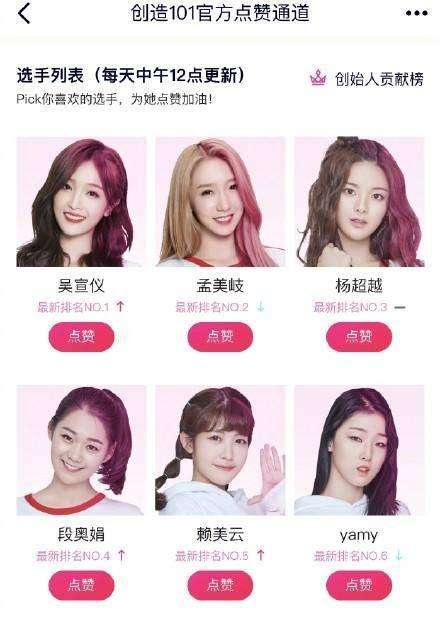 创造101官方点赞通道
选手列表（每天中午12点更新）
创始人贡献榜
Pick你喜欢的选手，为她点赞加油！
吴宣仪 孟美岐 杨超越
最新排名NO.1 ↑ 最新排名NO.2 ↓ 最新排名NO.3 —
点赞 点赞 点赞
段奥娟 赖美云 yamy
最新排名NO.4 ↑ 最新排名NO.5 ↑ 最新排名NO.6 ↓
点赞 点赞 点赞